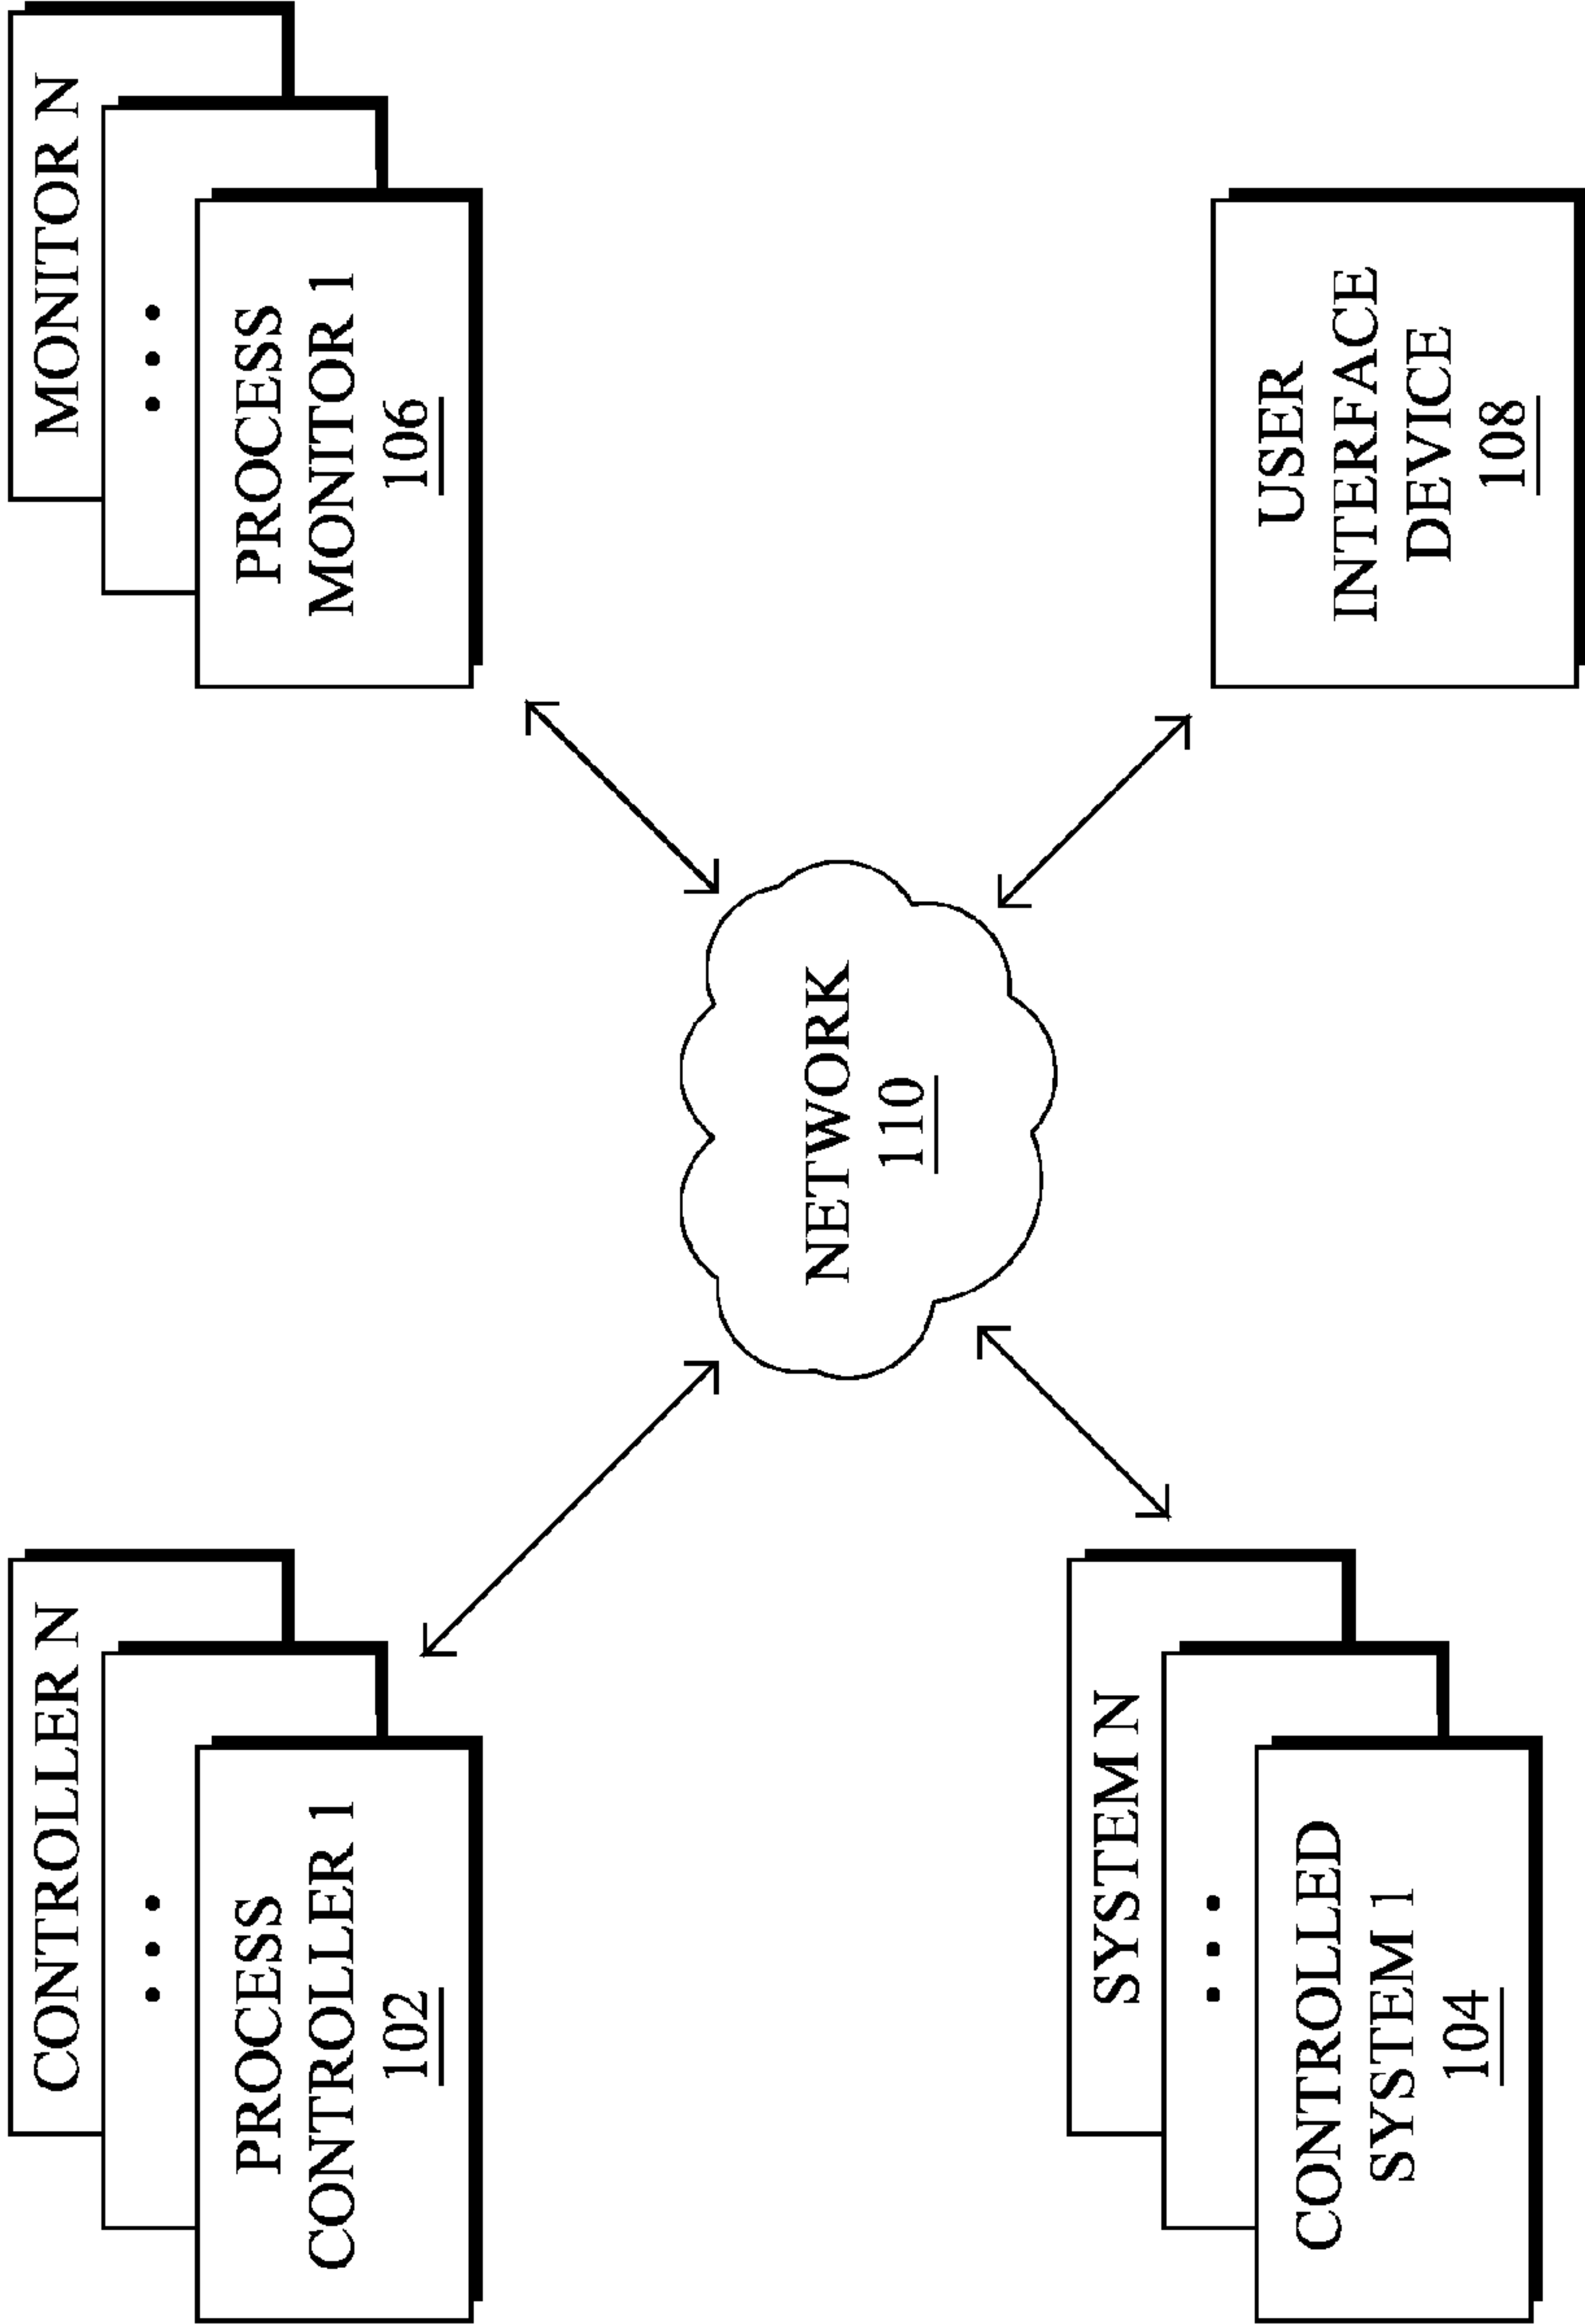 CONTROLLER N
. . .
PROCESS
CONTROLLER 1
102
MONITOR N
. . .
PROCESS
MONITOR 1
106
NETWORK
110
SYSTEM N
. . .
CONTROLLED
SYSTEM 1
104
USER
INTERFACE
DEVICE
108